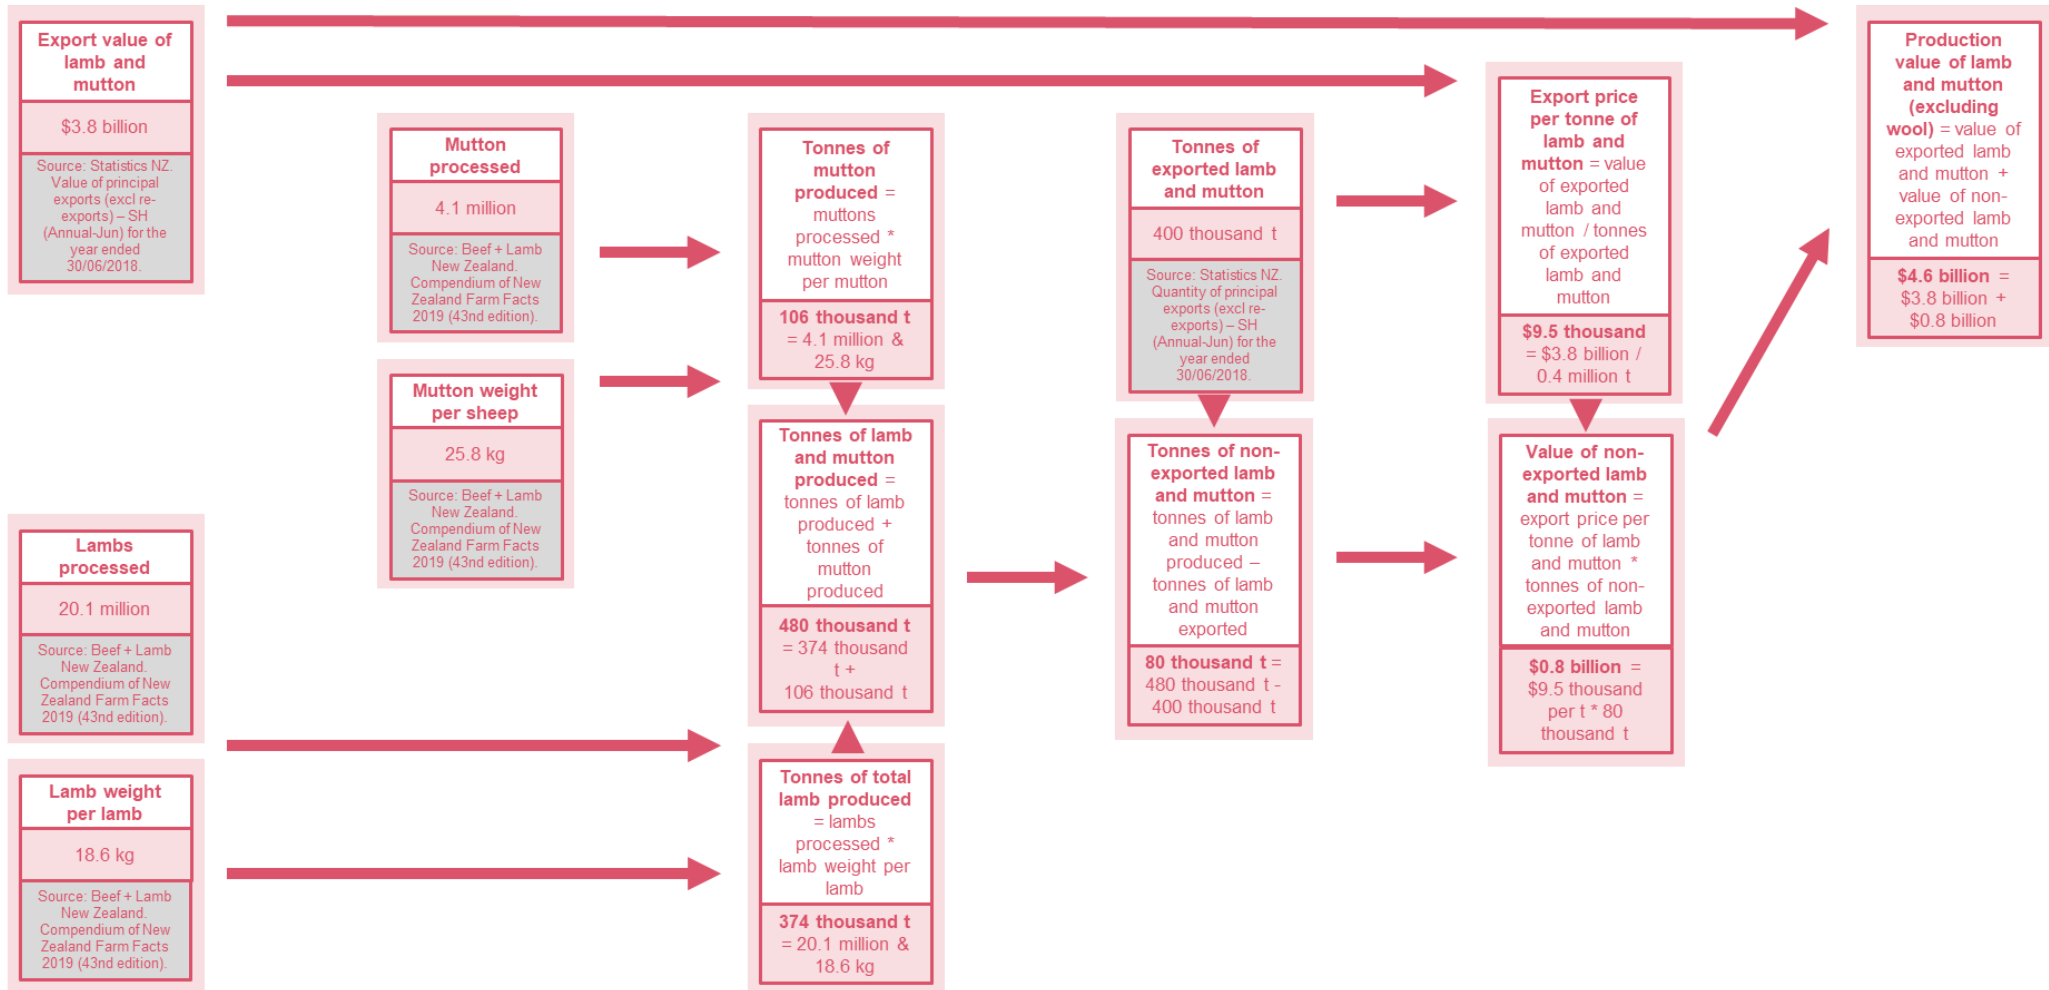 Export value of
lamb and
mutton
$3.8 billion
Source: Statistics NZ.
Value of principal
exports (excl re-
exports) – SH
(Annual-Jun) for the
year ended
30/06/2018.
Lambs
processed
20.1 million
Source: Beef + Lamb
New Zealand.
Compendium of New
Zealand Farm Facts
2019 (43nd edition).
Lamb weight
per lamb
18.6 kg
Source: Beef + Lamb
New Zealand.
Compendium of New
Zealand Farm Facts
2019 (43nd edition).
Mutton
processed
4.1 million
Source: Beef + Lamb
New Zealand.
Compendium of New
Zealand Farm Facts
2019 (43nd edition).
Mutton weight
per sheep
25.8 kg
Source: Beef + Lamb
New Zealand.
Compendium of New
Zealand Farm Facts
2019 (43nd edition).
Tonnes of
mutton
produced =
muttons
processed *
mutton weight
per mutton
106 thousand t
= 4.1 million &
25.8 kg
Tonnes of lamb
and mutton
produced =
tonnes of lamb
produced +
tonnes of
mutton
produced
480 thousand t
= 374 thousand
t +
106 thousand t
Tonnes of total
lamb produced
= lambs
processed *
lamb weight per
lamb
374 thousand t
= 20.1 million &
18.6 kg
Tonnes of
exported lamb
and mutton
400 thousand t
Source: Statistics NZ.
Quantity of principal
exports (excl re-
exports) – SH
(Annual-Jun) for the
year ended
30/06/2018.
Tonnes of non-
exported lamb
and mutton =
tonnes of lamb
and mutton
produced –
tonnes of lamb
and mutton
exported
80 thousand t =
480 thousand t -
400 thousand t
Export price
per tonne of
lamb and
mutton = value
of exported
lamb and
mutton / tonnes
of exported
lamb and
mutton
$9.5 thousand
= $3.8 billion /
0.4 million t
Value of non-
exported lamb
and mutton =
export price per
tonne of lamb
and mutton *
tonnes of non-
exported lamb
and mutton
$0.8 billion =
$9.5 thousand
per t * 80
thousand t
Production
value of lamb
and mutton
(excluding
wool) = value of
exported lamb
and mutton +
value of non-
exported lamb
and mutton
$4.6 billion =
$3.8 billion +
$0.8 billion